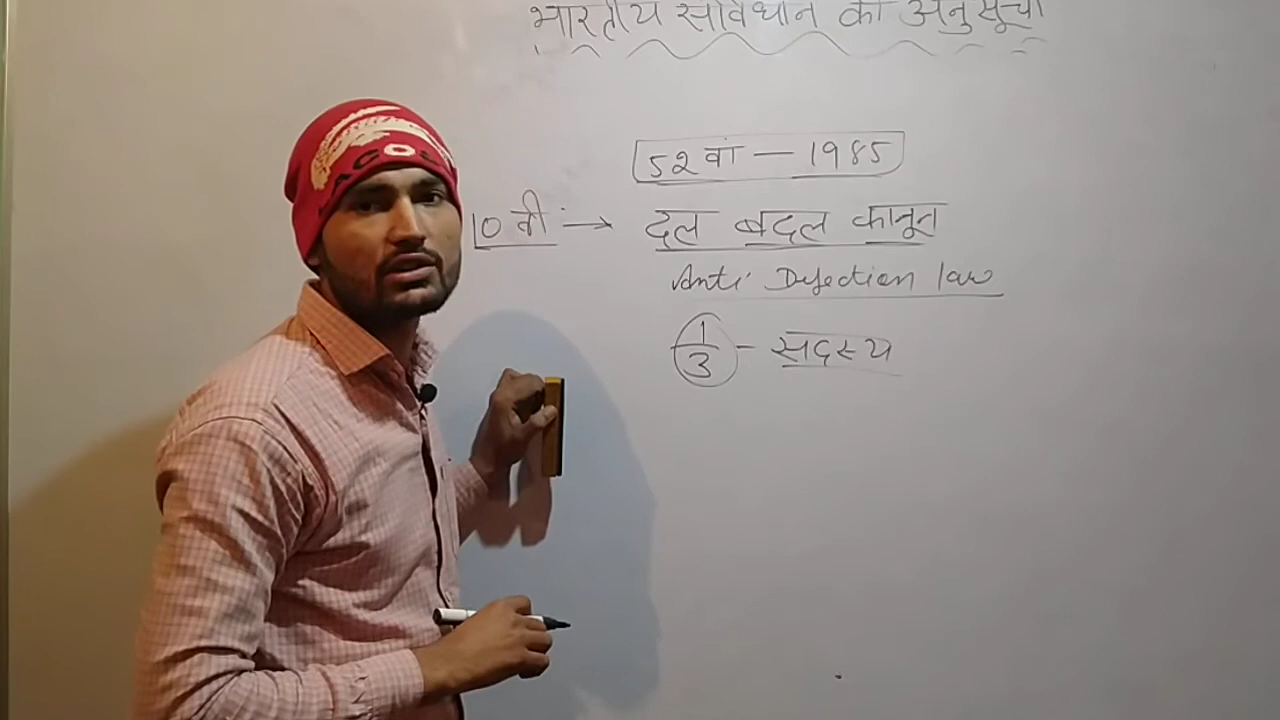 भारतीय संविधान की अनुसूची
52 वां – 1985
10 वीं → दल बदल कानून
Anti Defection law
1/3 – सदस्य